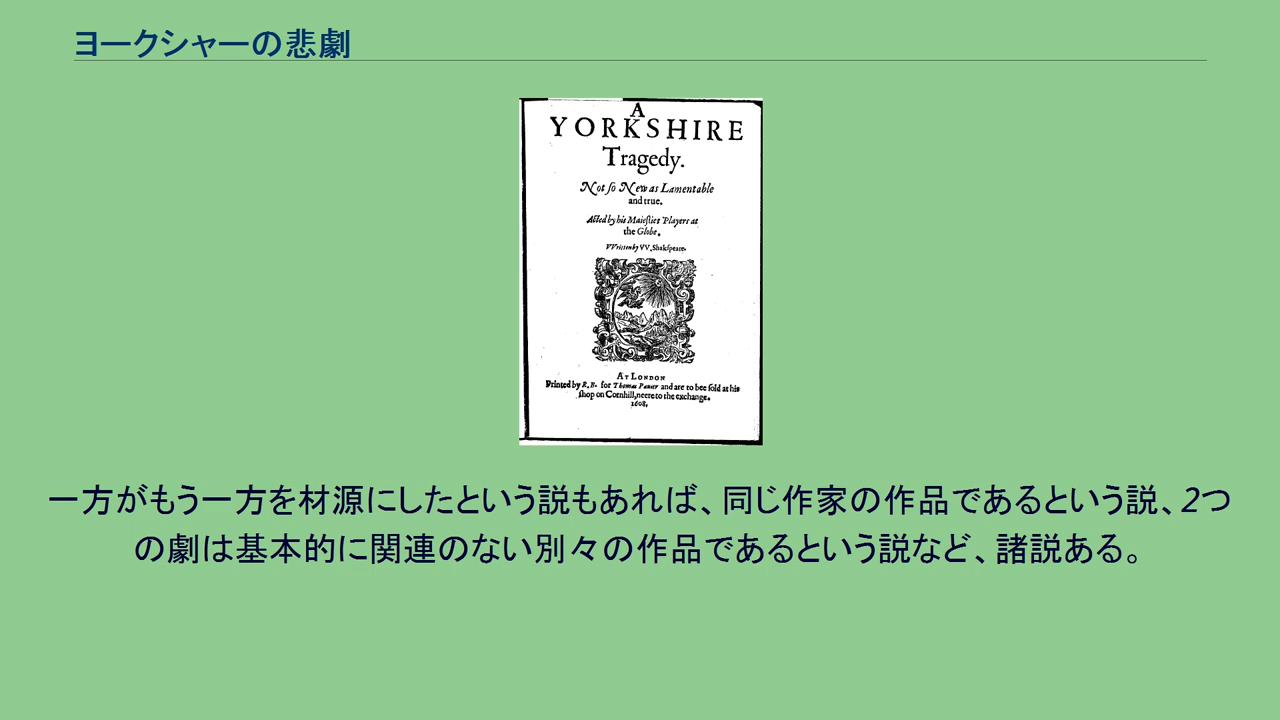 ヨークシャーの悲劇
A
YORKSHIRE
Tragedy.
Not ſo New as Lamentable
and true.
Acted by his Maieſties Players at
the Globe.
VVritten by VV. Shakſpeare.
AT LONDON
Printed by R.B. for Thomas Pauier and are to bee ſold at his
ſhop on Cornhill, neere to the exchange.
1608.
一方がもう一方を材源にしたという説もあれば、同じ作家の作品であるという説、2つ
の劇は基本的に関連のない別々の作品であるという説など、諸説ある。